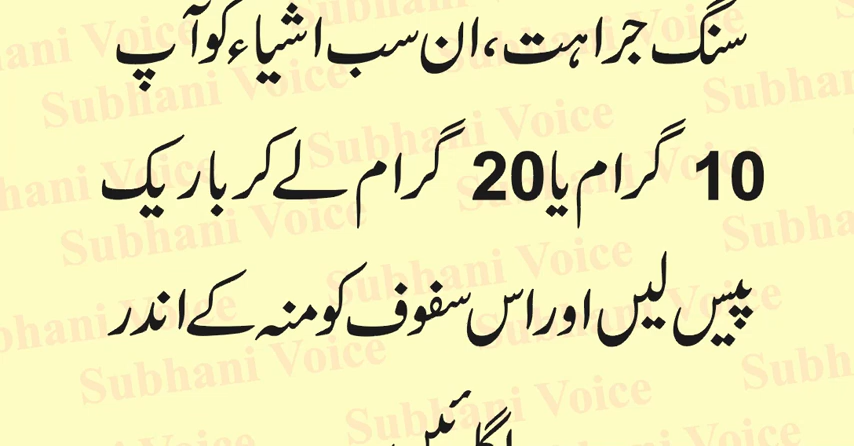 سنگ جراہت، ان سب اشیاء کو آپ
10 گرام یا 20 گرام لے کر باریک
پیس لیں اور اس سفوف کو منہ کے اندر
Subhani Voice